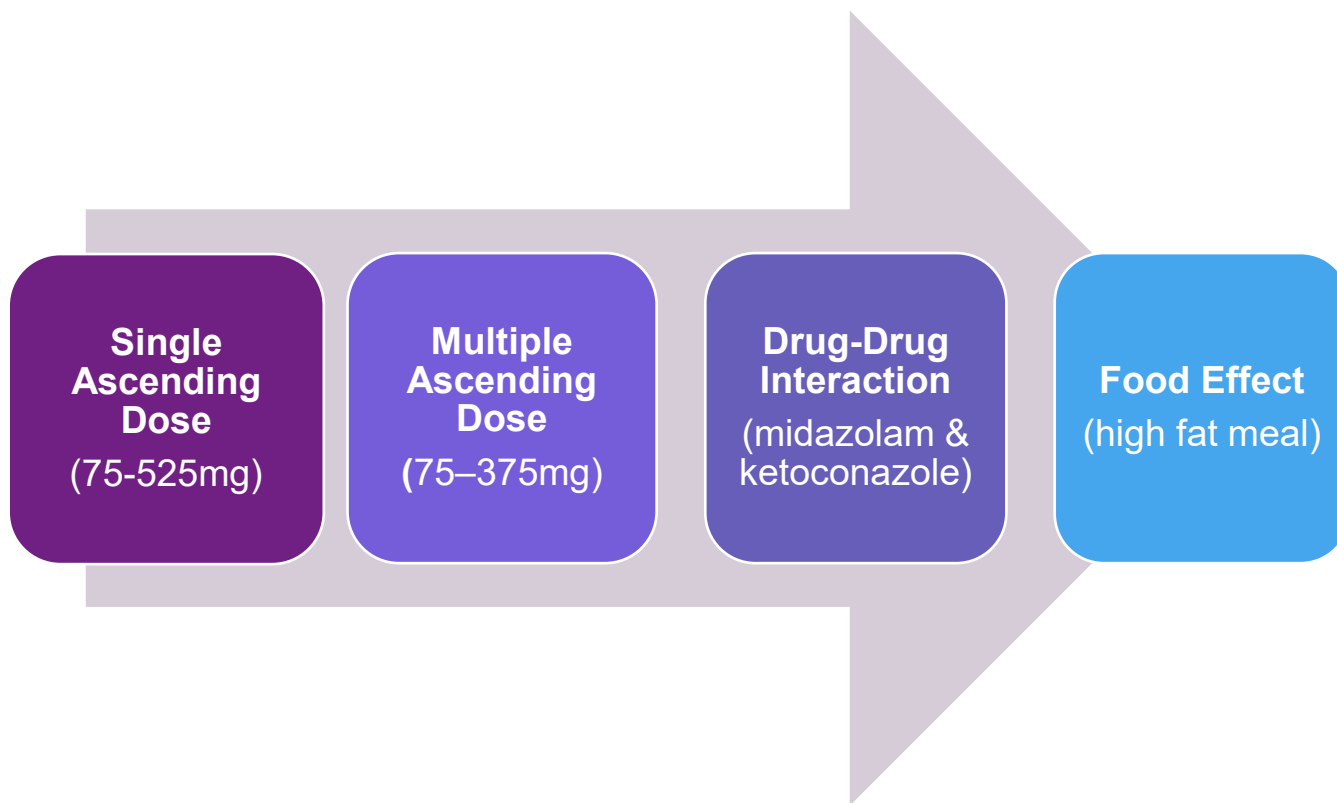 Single
Ascending
Dose
(75-525mg)
Multiple
Ascending
Dose
(75–375mg)
Drug-Drug
Interaction
(midazolam &
ketoconazole)
Food Effect
(high fat meal)